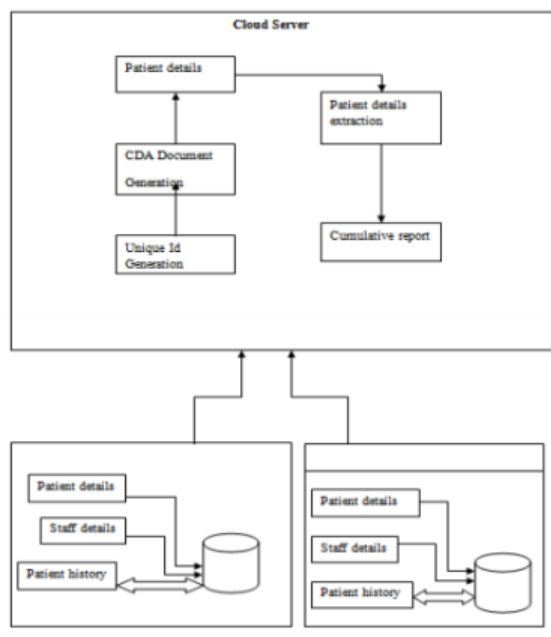 Cloud Server
Patient details
Patient details
extraction
CDA Document
Generation
Unique Id
Generation
Cumulative report
Patient details
Staff details
Patient history
Patient details
Staff details
Patient history